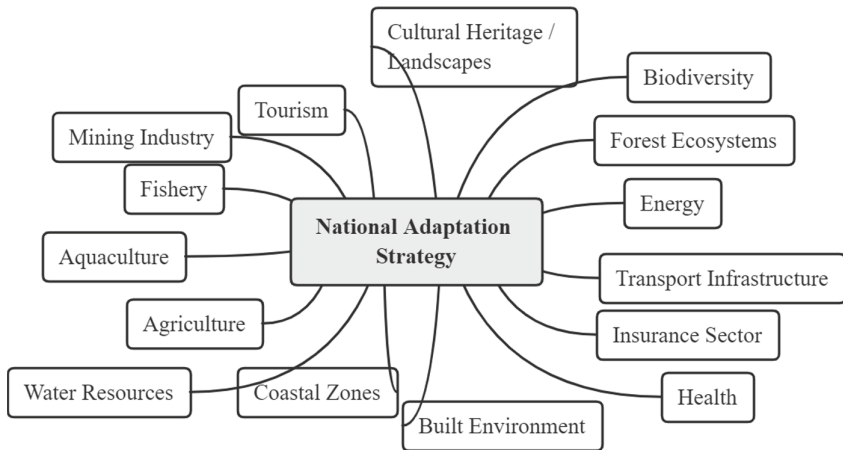 Cultural Heritage /
Landscapes
Biodiversity
Tourism
Mining Industry
Forest Ecosystems
Fishery
Energy
National Adaptation
Strategy
Aquaculture
Transport Infrastructure
Agriculture
Insurance Sector
Water Resources
Coastal Zones
Health
Built Environment